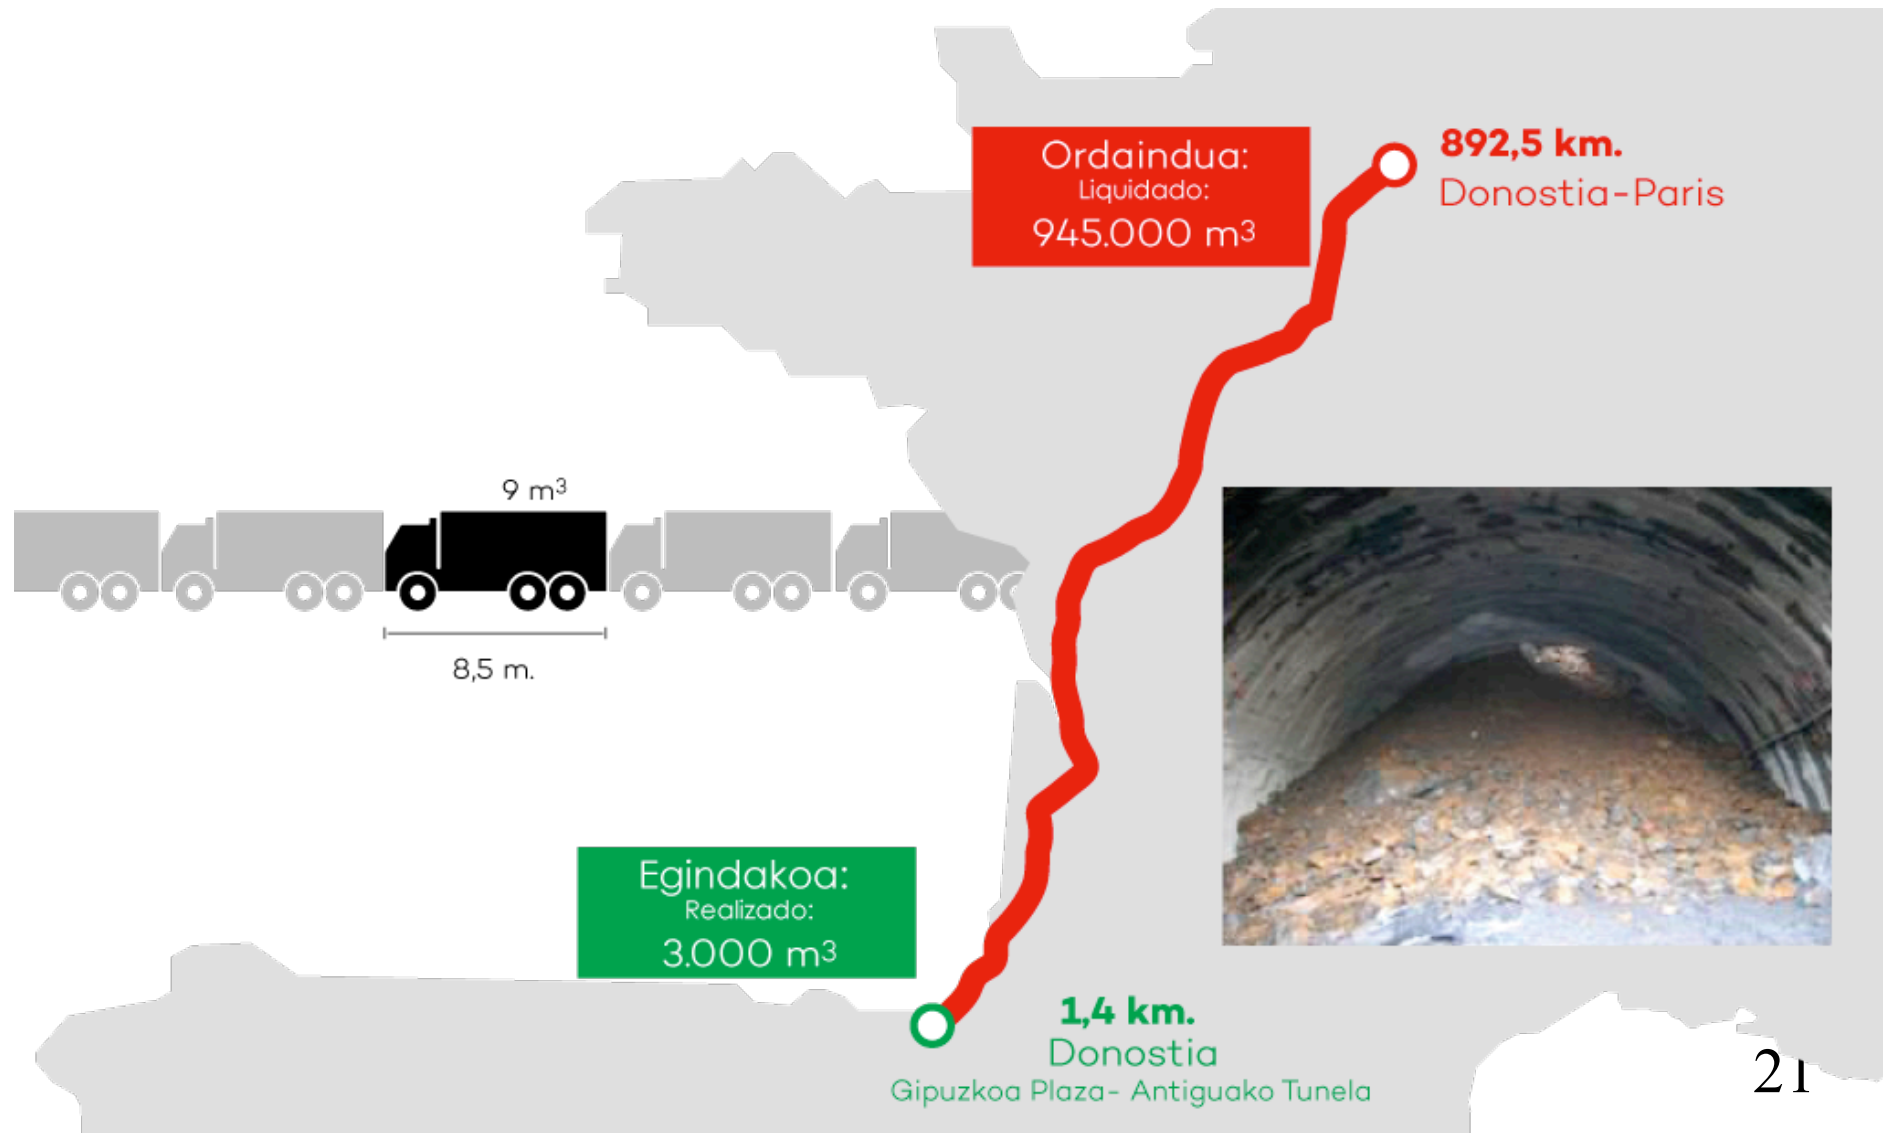 892,5 km.
Donostia-Paris
Ordaindua:
Liquidado:
945.000 m³
9 m³
8,5 m.
Egindakoa:
Realizado:
3.000 m³
1,4 km.
Donostia
Gipuzkoa Plaza- Antiguako Tunela
21